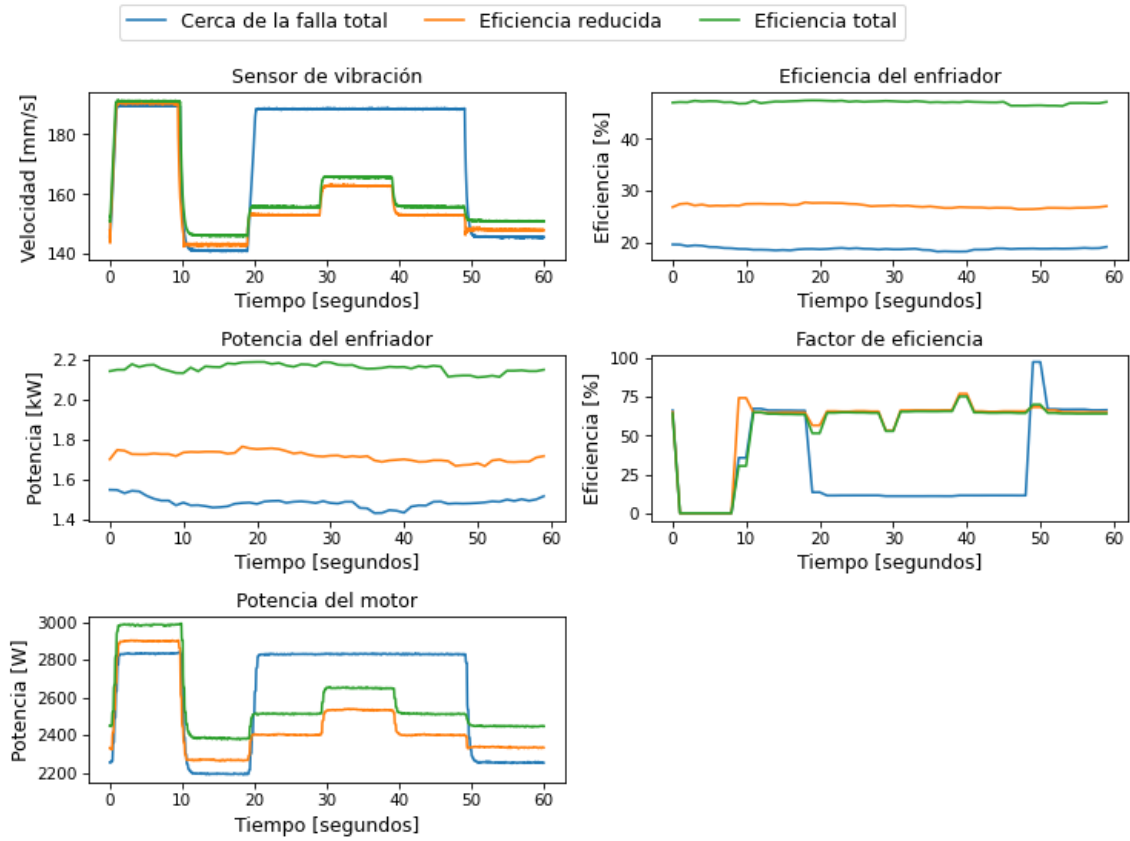 Cerca de la falla total Eficiencia reducida Eficiencia total
Sensor de vibración
Velocidad [mm/s]
180
160
140
0 10 20 30 40 50 60
Tiempo [segundos]
Eficiencia del enfriador
Eficiencia [%]
40
30
20
0 10 20 30 40 50 60
Tiempo [segundos]
Potencia del enfriador
Potencia [kW]
2.2
2.0
1.8
1.6
1.4
0 10 20 30 40 50 60
Tiempo [segundos]
Factor de eficiencia
Eficiencia [%]
100
75
50
25
0
0 10 20 30 40 50 60
Tiempo [segundos]
Potencia del motor
Potencia [W]
3000
2800
2600
2400
2200
0 10 20 30 40 50 60
Tiempo [segundos]